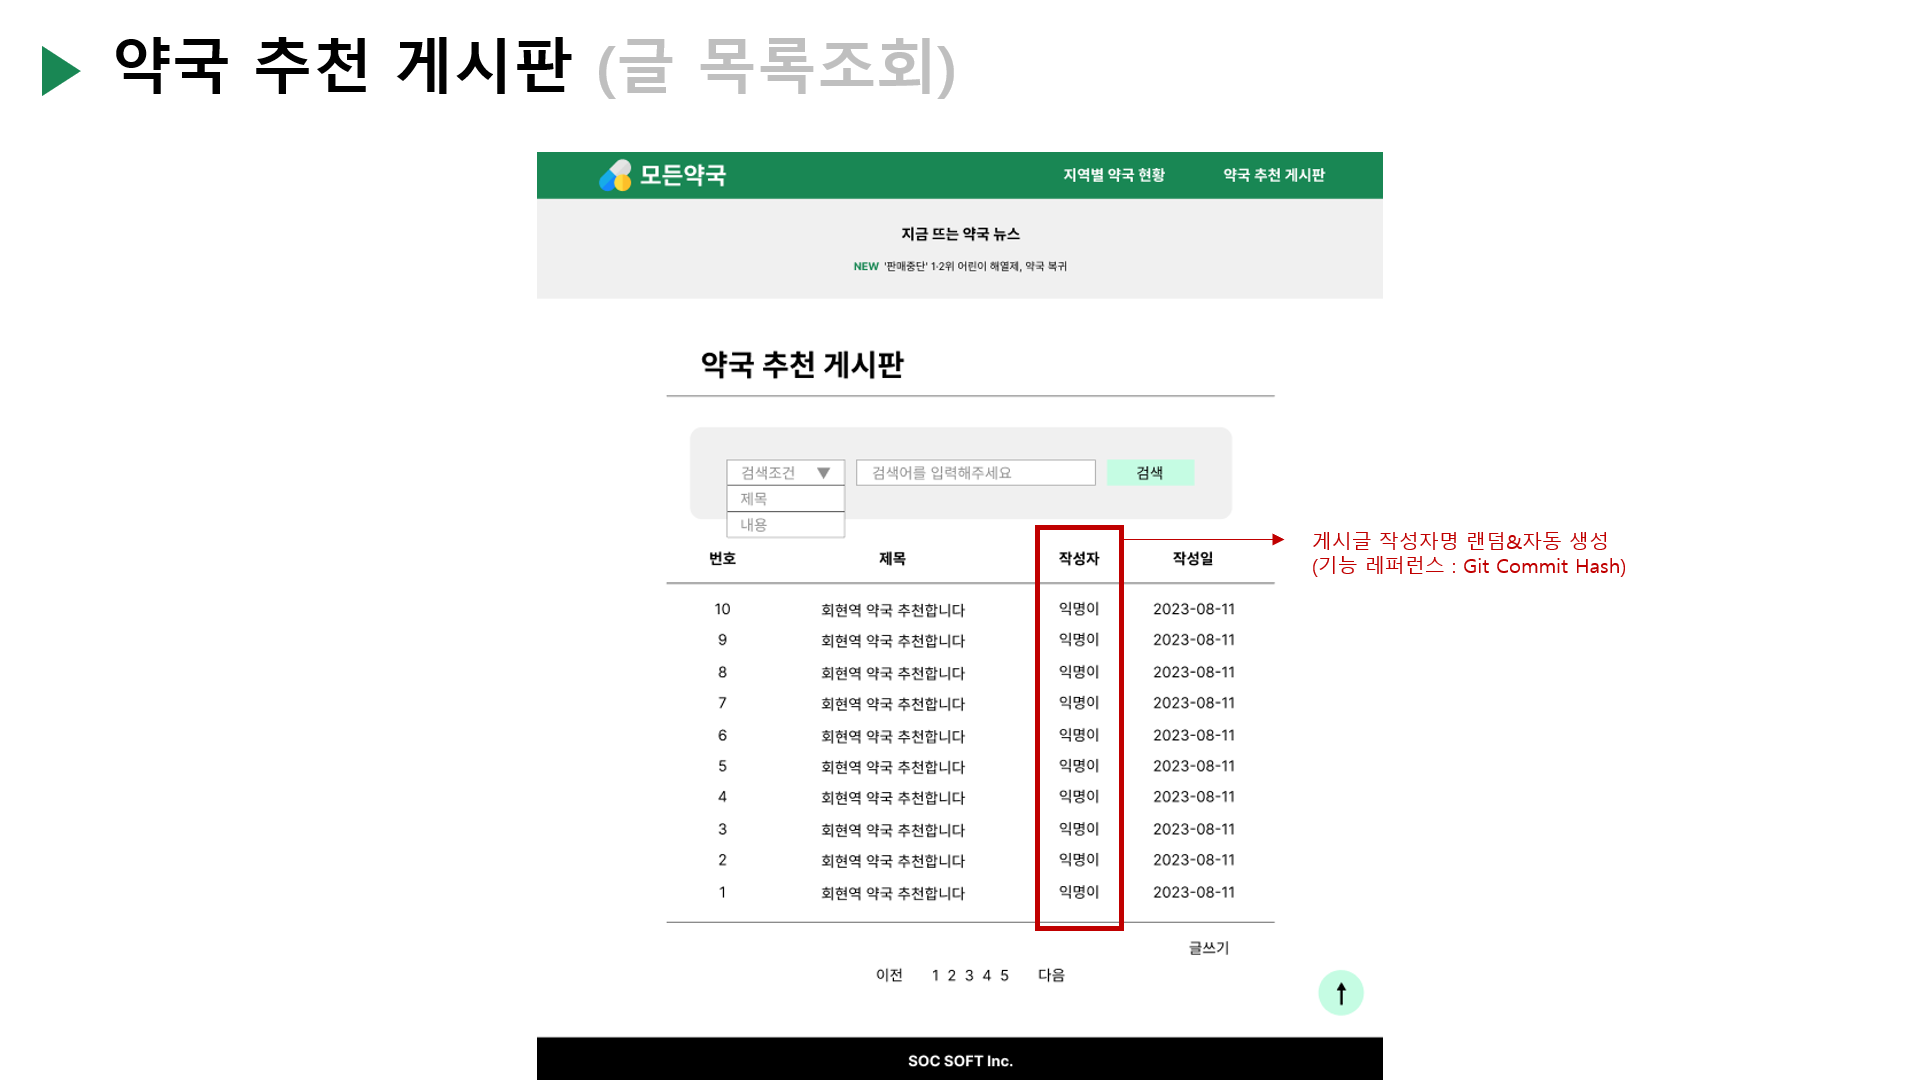 약국 추천 게시판 (글 목록조회)
모든약국 지역별 약국 현황 약국 추천 게시판
지금 뜨는 약국 뉴스
NEW '판매중단' 1·2위 어린이 해열제, 약국 복귀
약국 추천 게시판
검색조건 ▼ 검색어를 입력해주세요 검색
제목
내용
게시글 작성자명 랜덤&자동 생성
(기능 레퍼런스 : Git Commit Hash)
번호 제목 작성자 작성일
10 회현역 약국 추천합니다 익명이 2023-08-11
9 회현역 약국 추천합니다 익명이 2023-08-11
8 회현역 약국 추천합니다 익명이 2023-08-11
7 회현역 약국 추천합니다 익명이 2023-08-11
6 회현역 약국 추천합니다 익명이 2023-08-11
5 회현역 약국 추천합니다 익명이 2023-08-11
4 회현역 약국 추천합니다 익명이 2023-08-11
3 회현역 약국 추천합니다 익명이 2023-08-11
2 회현역 약국 추천합니다 익명이 2023-08-11
1 회현역 약국 추천합니다 익명이 2023-08-11
글쓰기
이전 1 2 3 4 5 다음
SOC SOFT Inc.